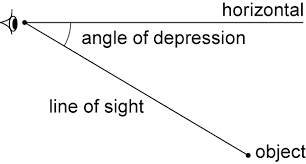 horizontal
angle of depression
line of sight
object